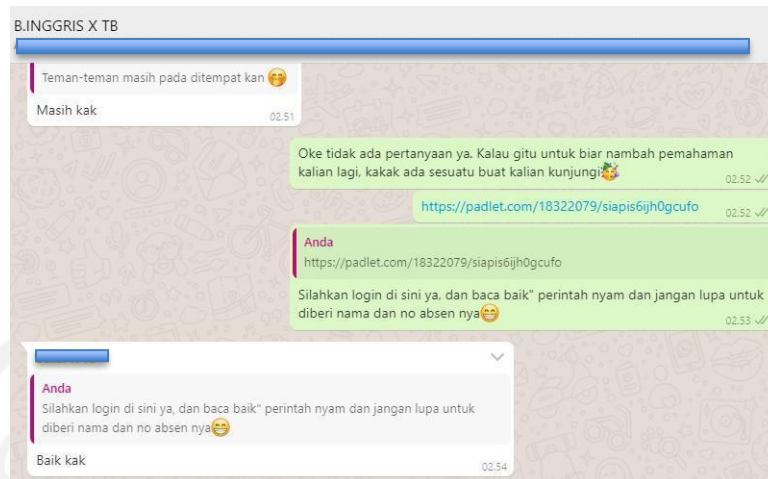 B.INGGRIS X TB
Teman-teman masih pada ditempat kan 🤭
Masih kak
02.51
Oke tidak ada pertanyaan ya. Kalau gitu untuk biar nambah pemahaman
kalian lagi, kakak ada sesuatu buat kalian kunjungi🥰
02.52
https://padlet.com/18322079/siapis6ijh0gcufo
02.52
Anda
https://padlet.com/18322079/siapis6ijh0gcufo
Silahkan login di sini ya, dan baca baik" perintah nyam dan jangan lupa untuk
diberi nama dan no absen nya😁
02.53
Anda
Silahkan login di sini ya, dan baca baik" perintah nyam dan jangan lupa untuk
diberi nama dan no absen nya😁
Baik kak
02.54